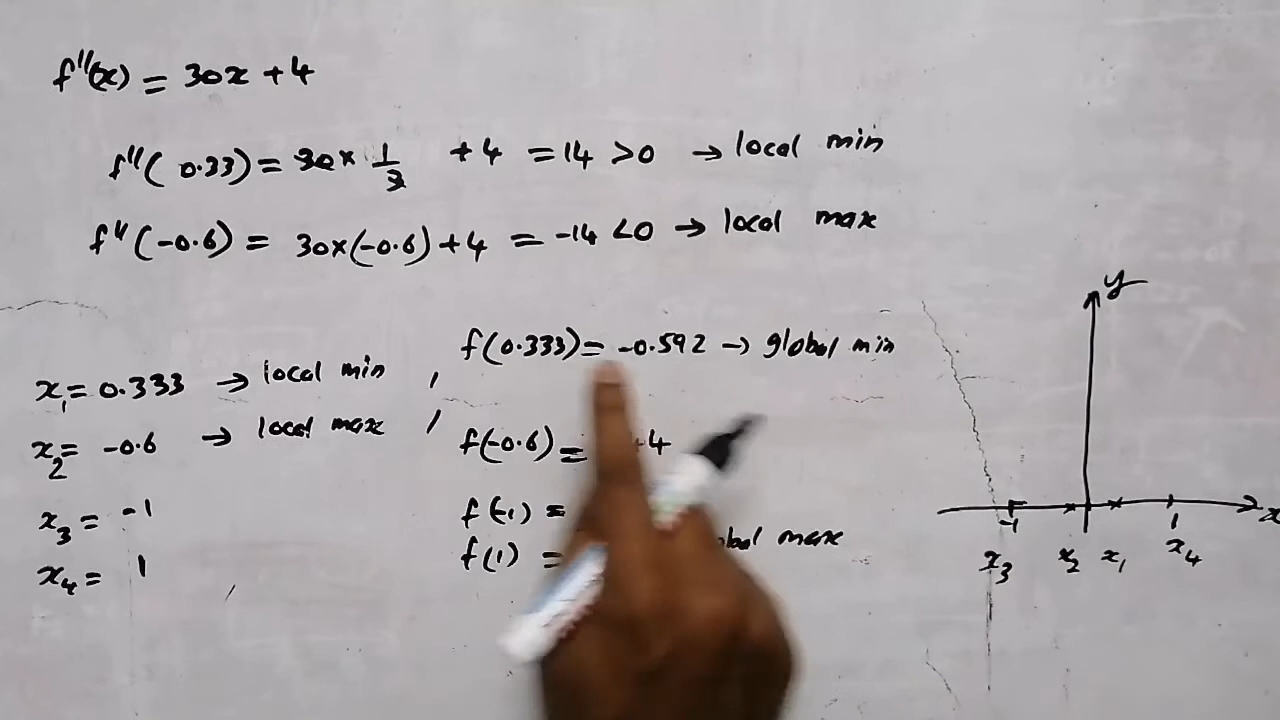 f''(x) = 30x + 4
f''( 0.33) = 30 × 1/3 + 4 = 14 > 0 → local min
f''(-0.6) = 30×(-0.6) + 4 = -14 < 0 → local max
f(0.333) = -0.592 → global min
x₁ = 0.333 → local min ,
x₂ = -0.6 → local max ,
f(-0.6) = +4
x₃ = -1
f(-1) =
x₄ = 1
f(1) = max
y
x
-1
1
x₃ x₂ x₁ x₄